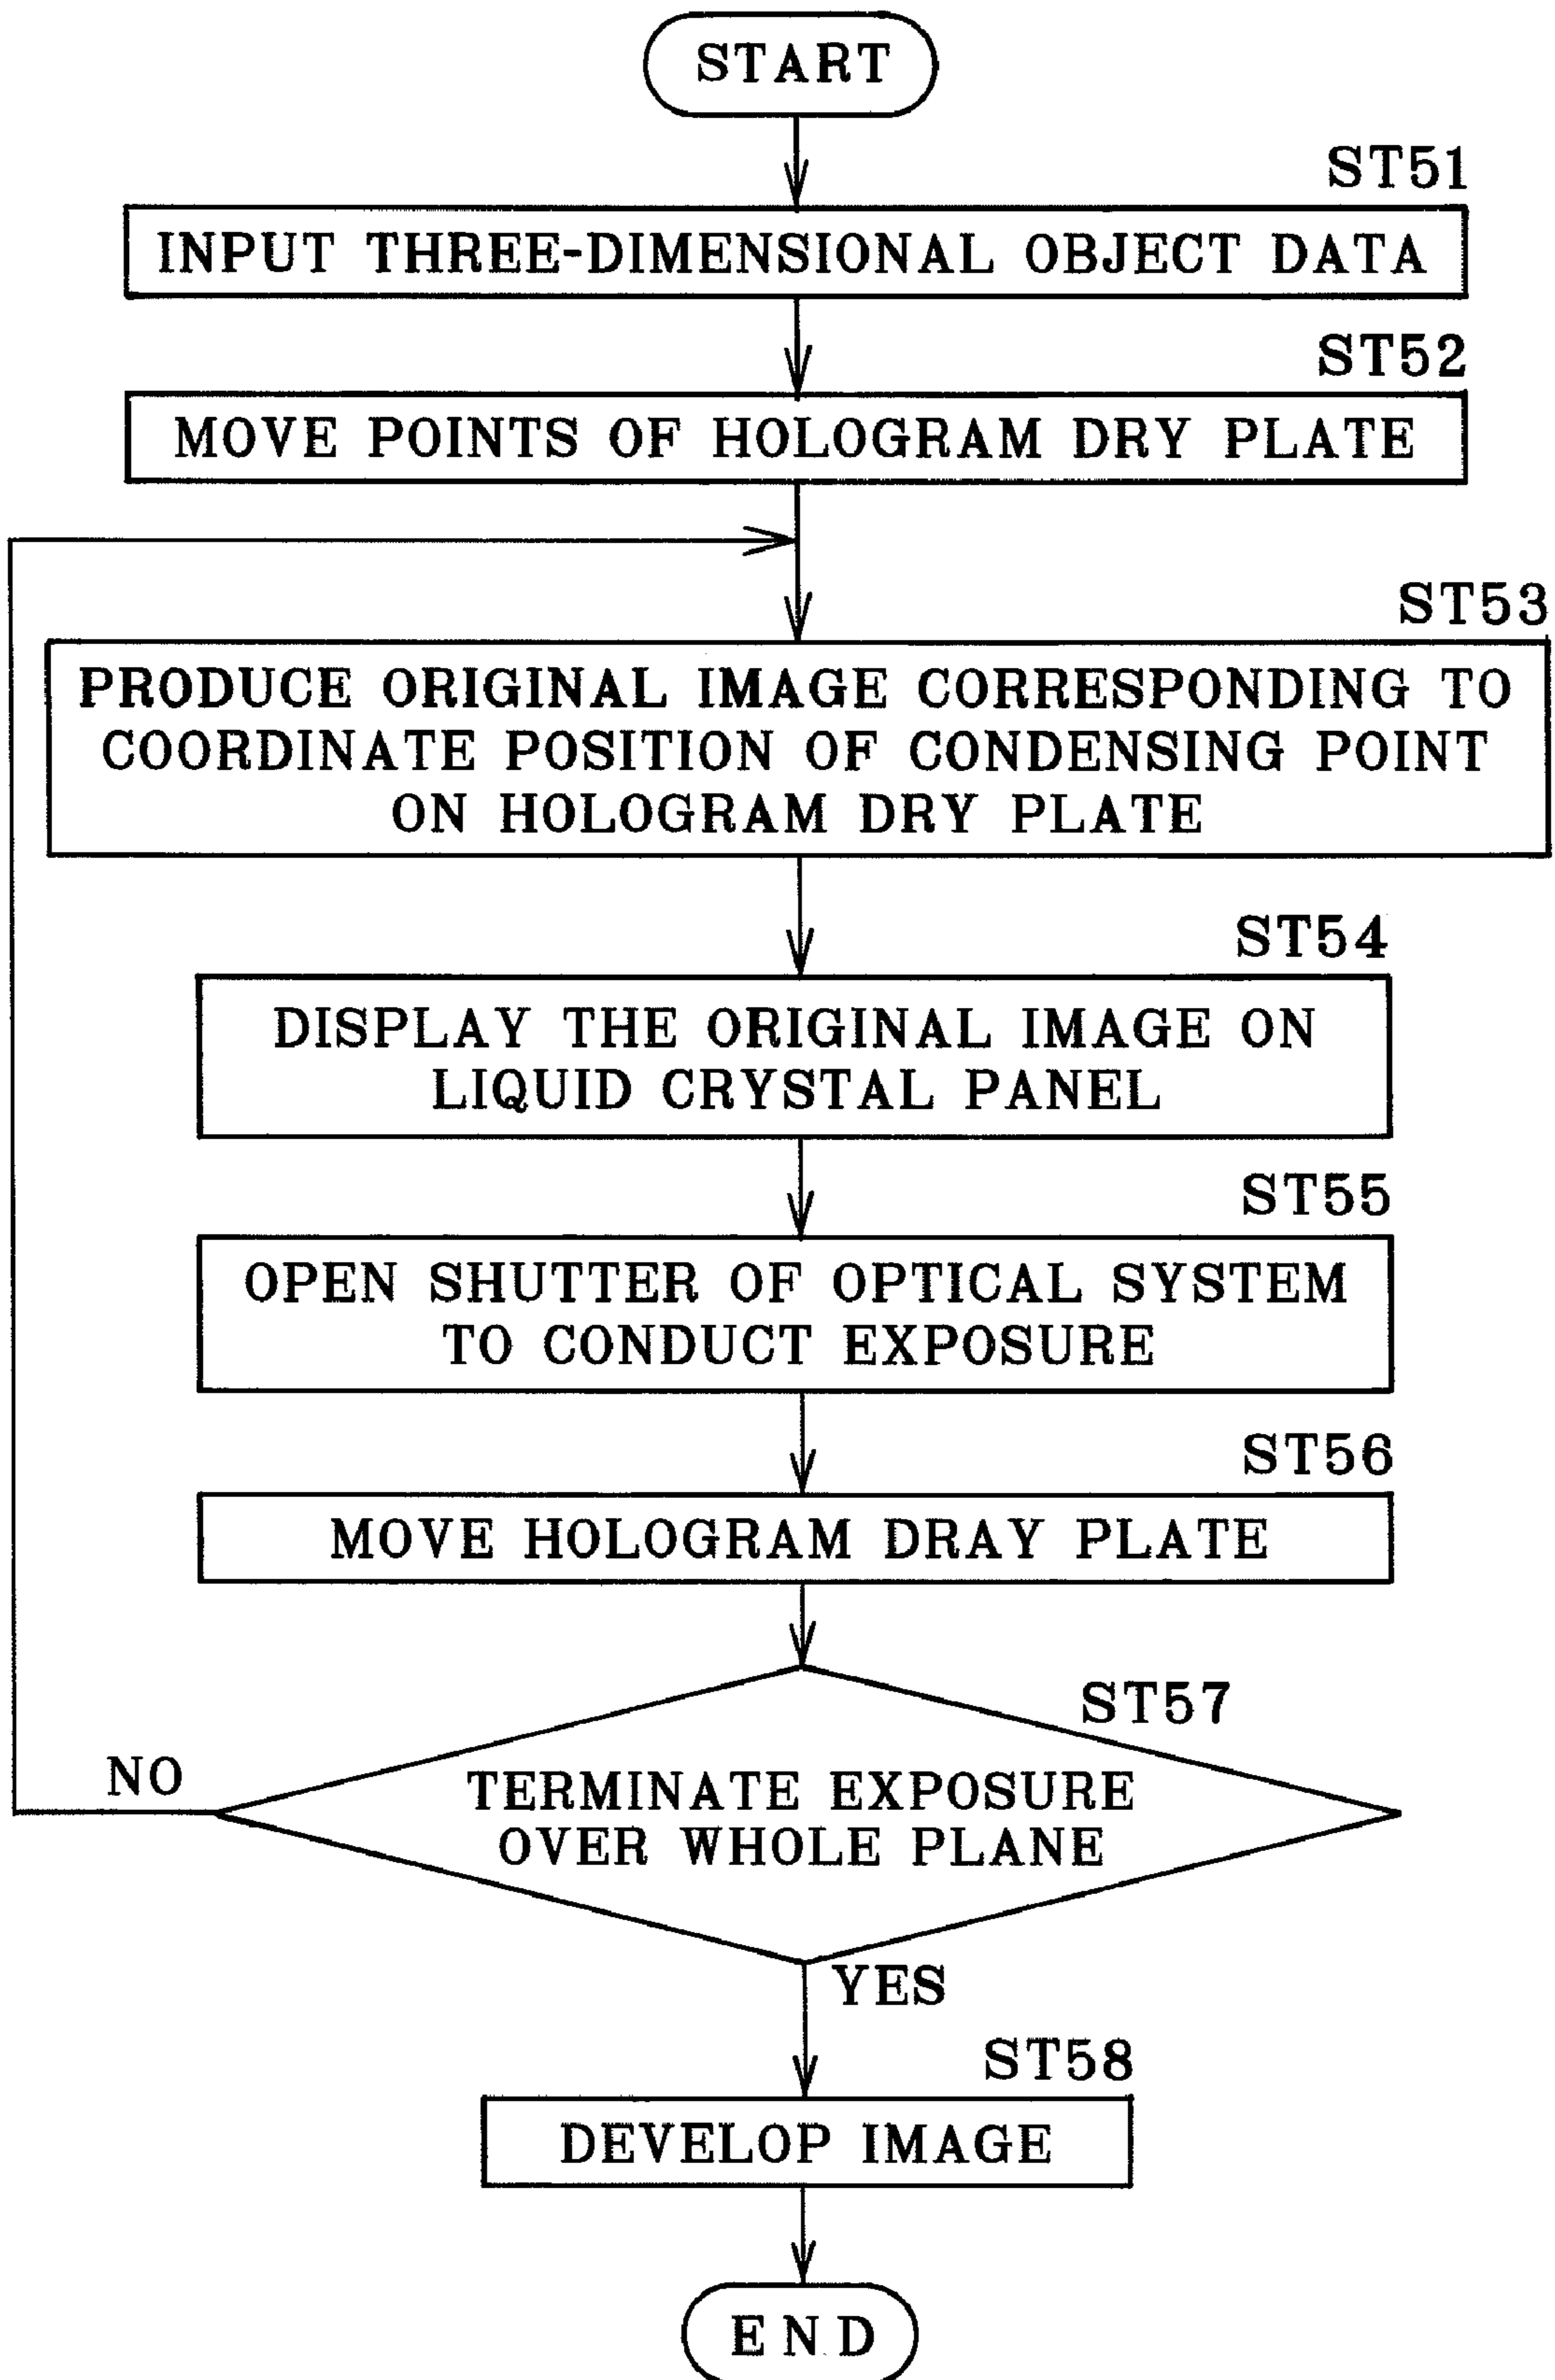 START
ST51
INPUT THREE-DIMENSIONAL OBJECT DATA
ST52
MOVE POINTS OF HOLOGRAM DRY PLATE
ST53
PRODUCE ORIGINAL IMAGE CORRESPONDING TO
COORDINATE POSITION OF CONDENSING POINT
ON HOLOGRAM DRY PLATE
ST54
DISPLAY THE ORIGINAL IMAGE ON
LIQUID CRYSTAL PANEL
ST55
OPEN SHUTTER OF OPTICAL SYSTEM
TO CONDUCT EXPOSURE
ST56
MOVE HOLOGRAM DRAY PLATE
ST57
NO
TERMINATE EXPOSURE
OVER WHOLE PLANE
YES
ST58
DEVELOP IMAGE
END